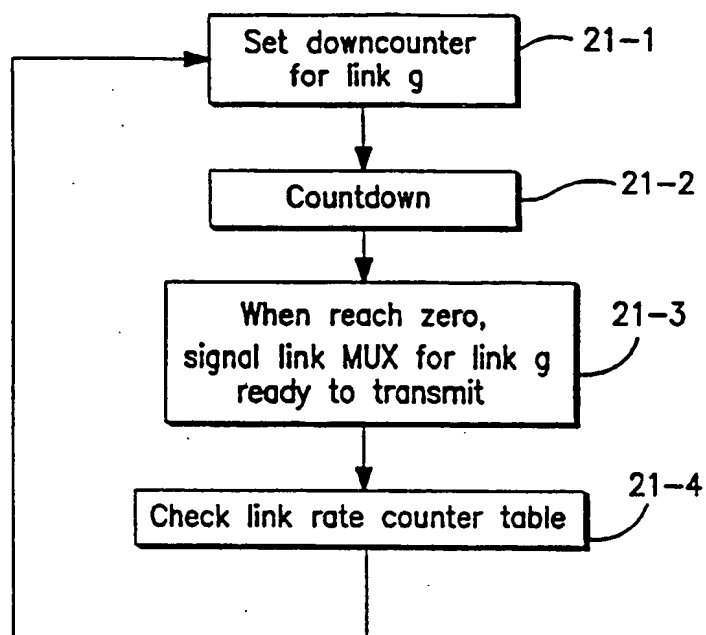 Set downcounter
for link g
21-1
Countdown
21-2
When reach zero,
signal link MUX for link g
ready to transmit
21-3
Check link rate counter table
21-4